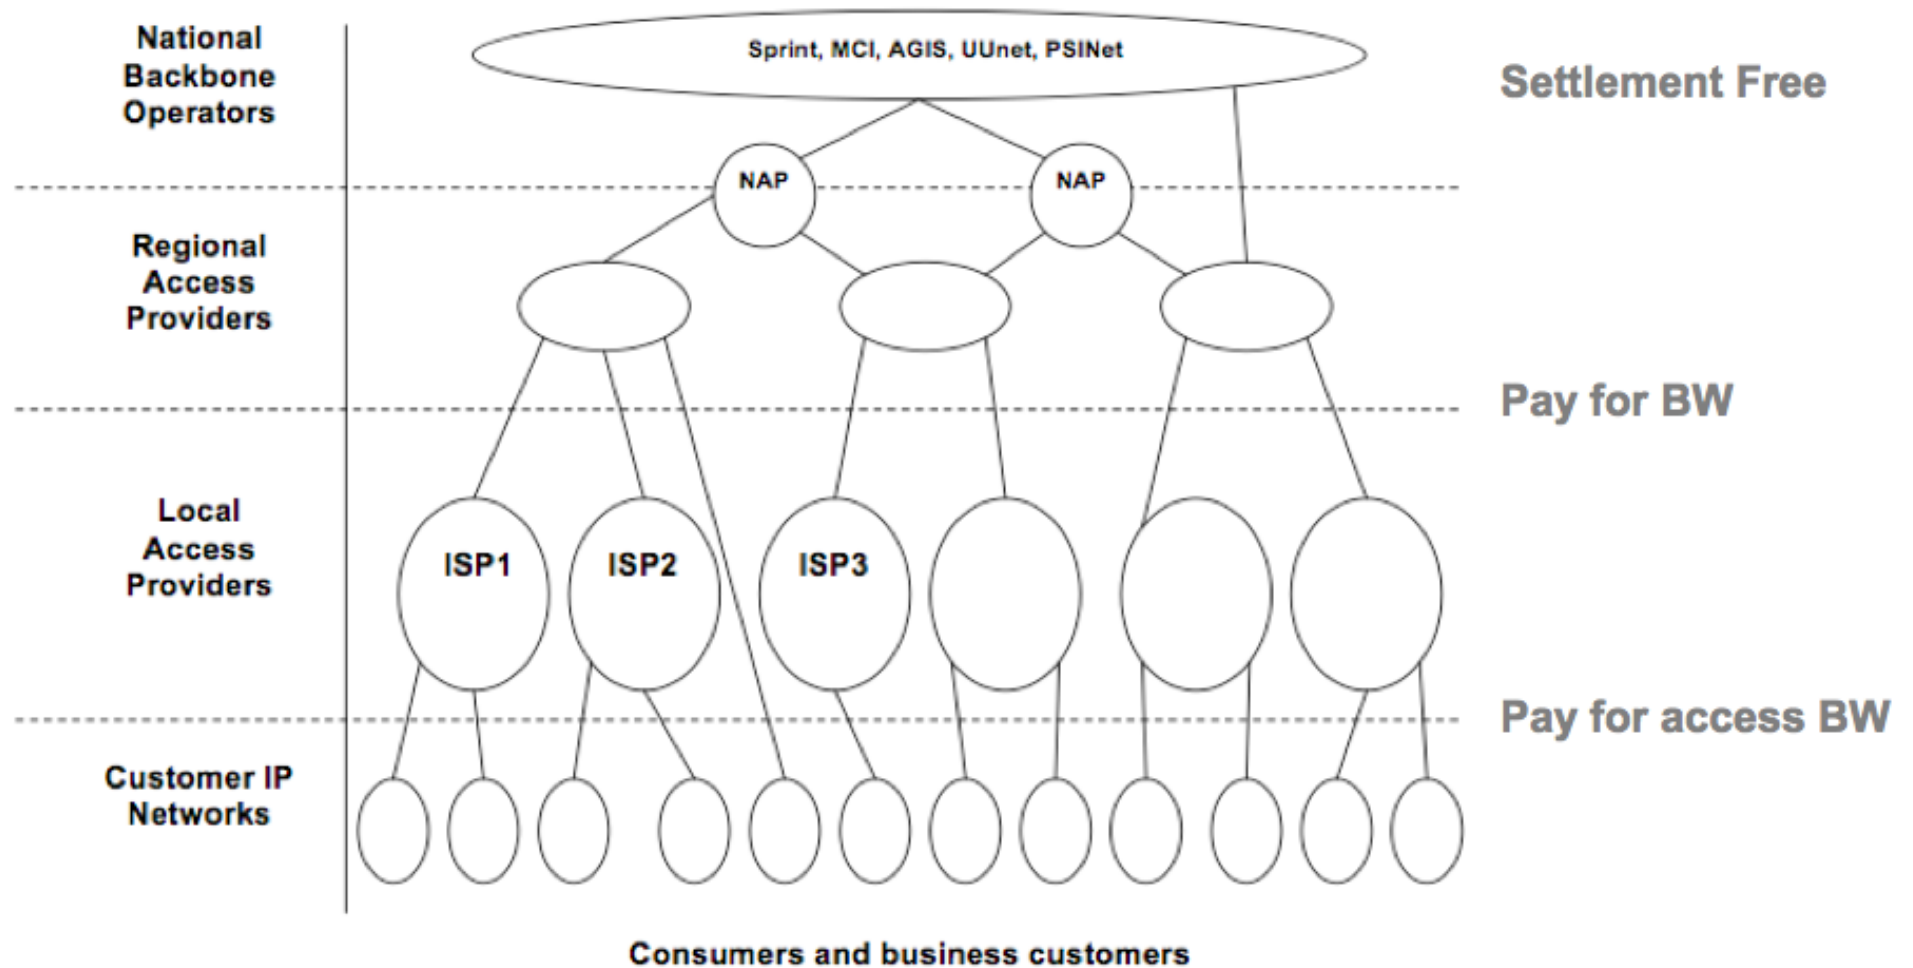 National
Backbone
Operators
Sprint, MCI, AGIS, UUnet, PSINet
Settlement Free
NAP
NAP
Regional
Access
Providers
Pay for BW
Local
Access
Providers
ISP1
ISP2
ISP3
Pay for access BW
Customer IP
Networks
Consumers and business customers